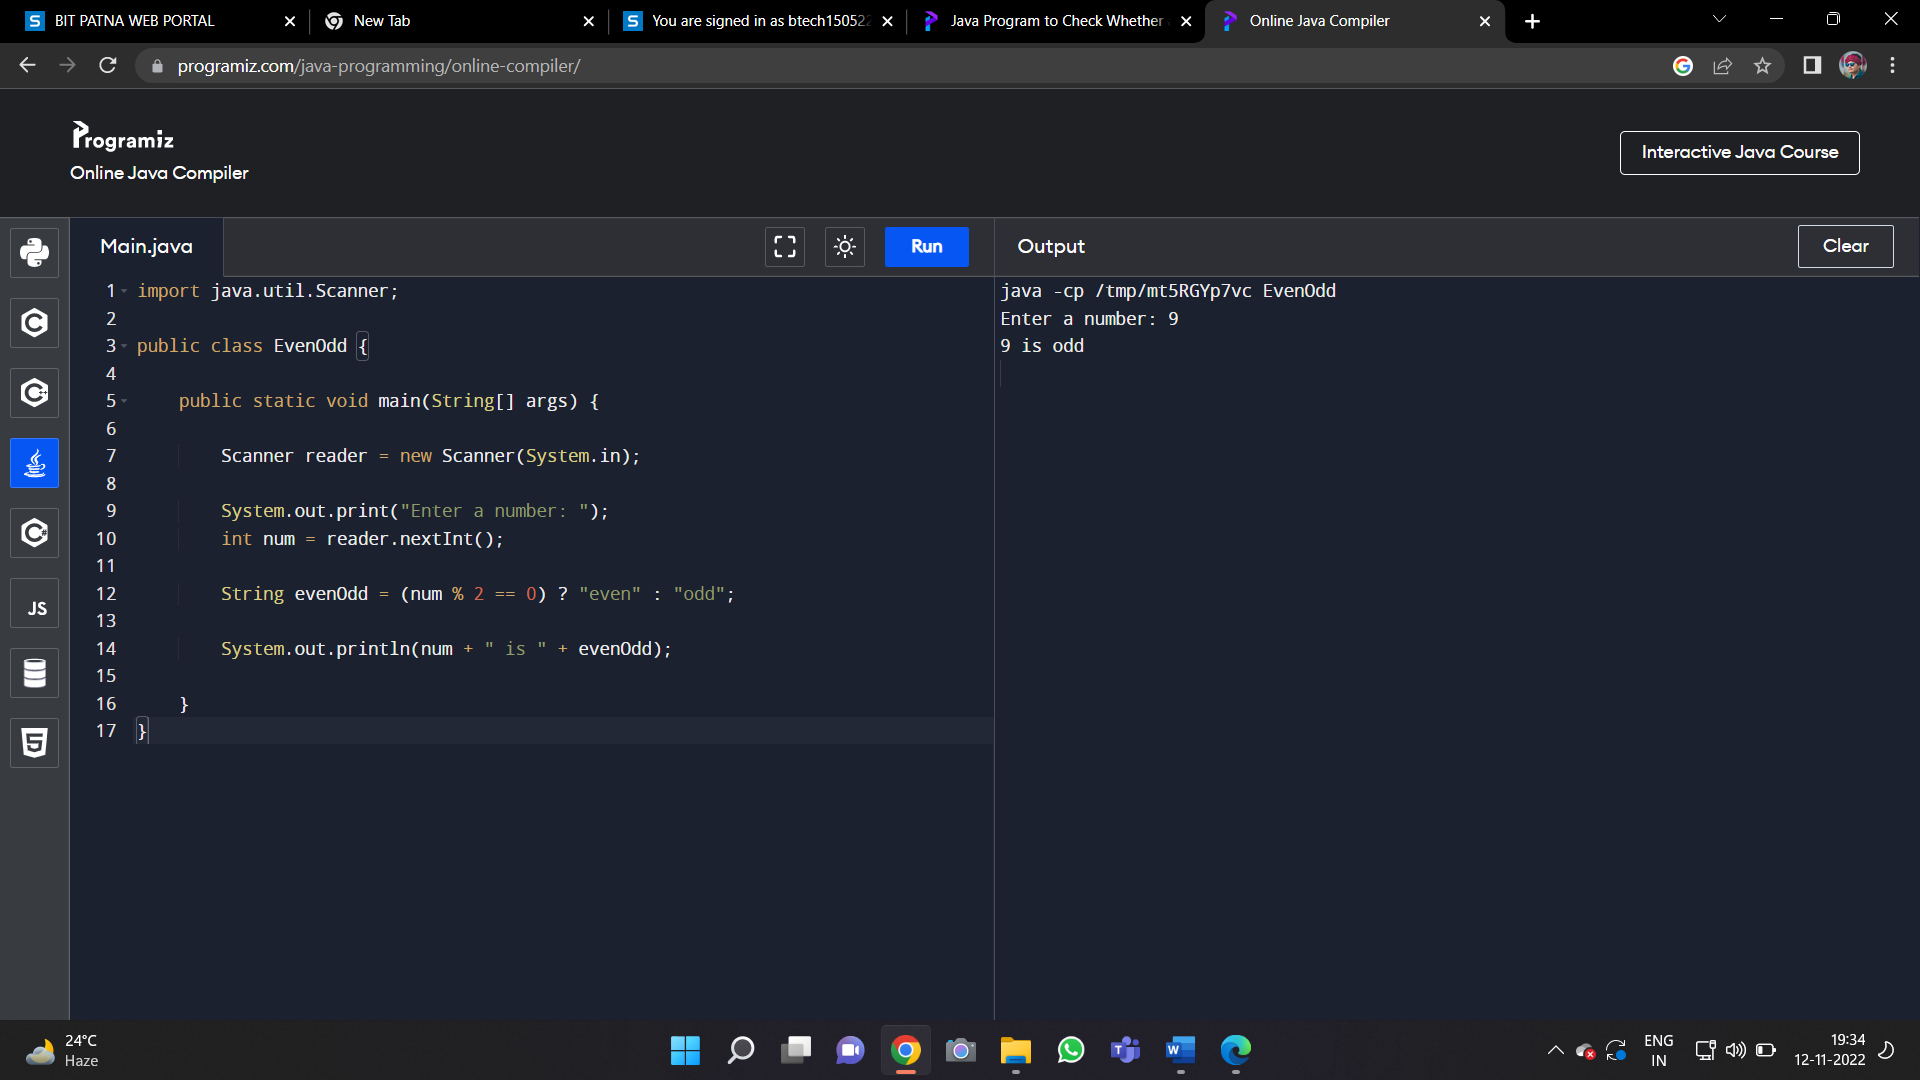 BIT PATNA WEB PORTAL
New Tab
You are signed in as btech15052
Java Program to Check Whether
Online Java Compiler
programiz.com/java-programming/online-compiler/
Programiz
Online Java Compiler
Interactive Java Course
Main.java
Run
Output
Clear
1 import java.util.Scanner;
2
3 public class EvenOdd {
4
5     public static void main(String[] args) {
6
7         Scanner reader = new Scanner(System.in);
8
9         System.out.print("Enter a number: ");
10         int num = reader.nextInt();
11
12         String evenOdd = (num % 2 == 0) ? "even" : "odd";
13
14         System.out.println(num + " is " + evenOdd);
15
16     }
17 }
java -cp /tmp/mt5RGYp7vc EvenOdd
Enter a number: 9
9 is odd
JS
24°C
Haze
ENG
IN
19:34
12-11-2022